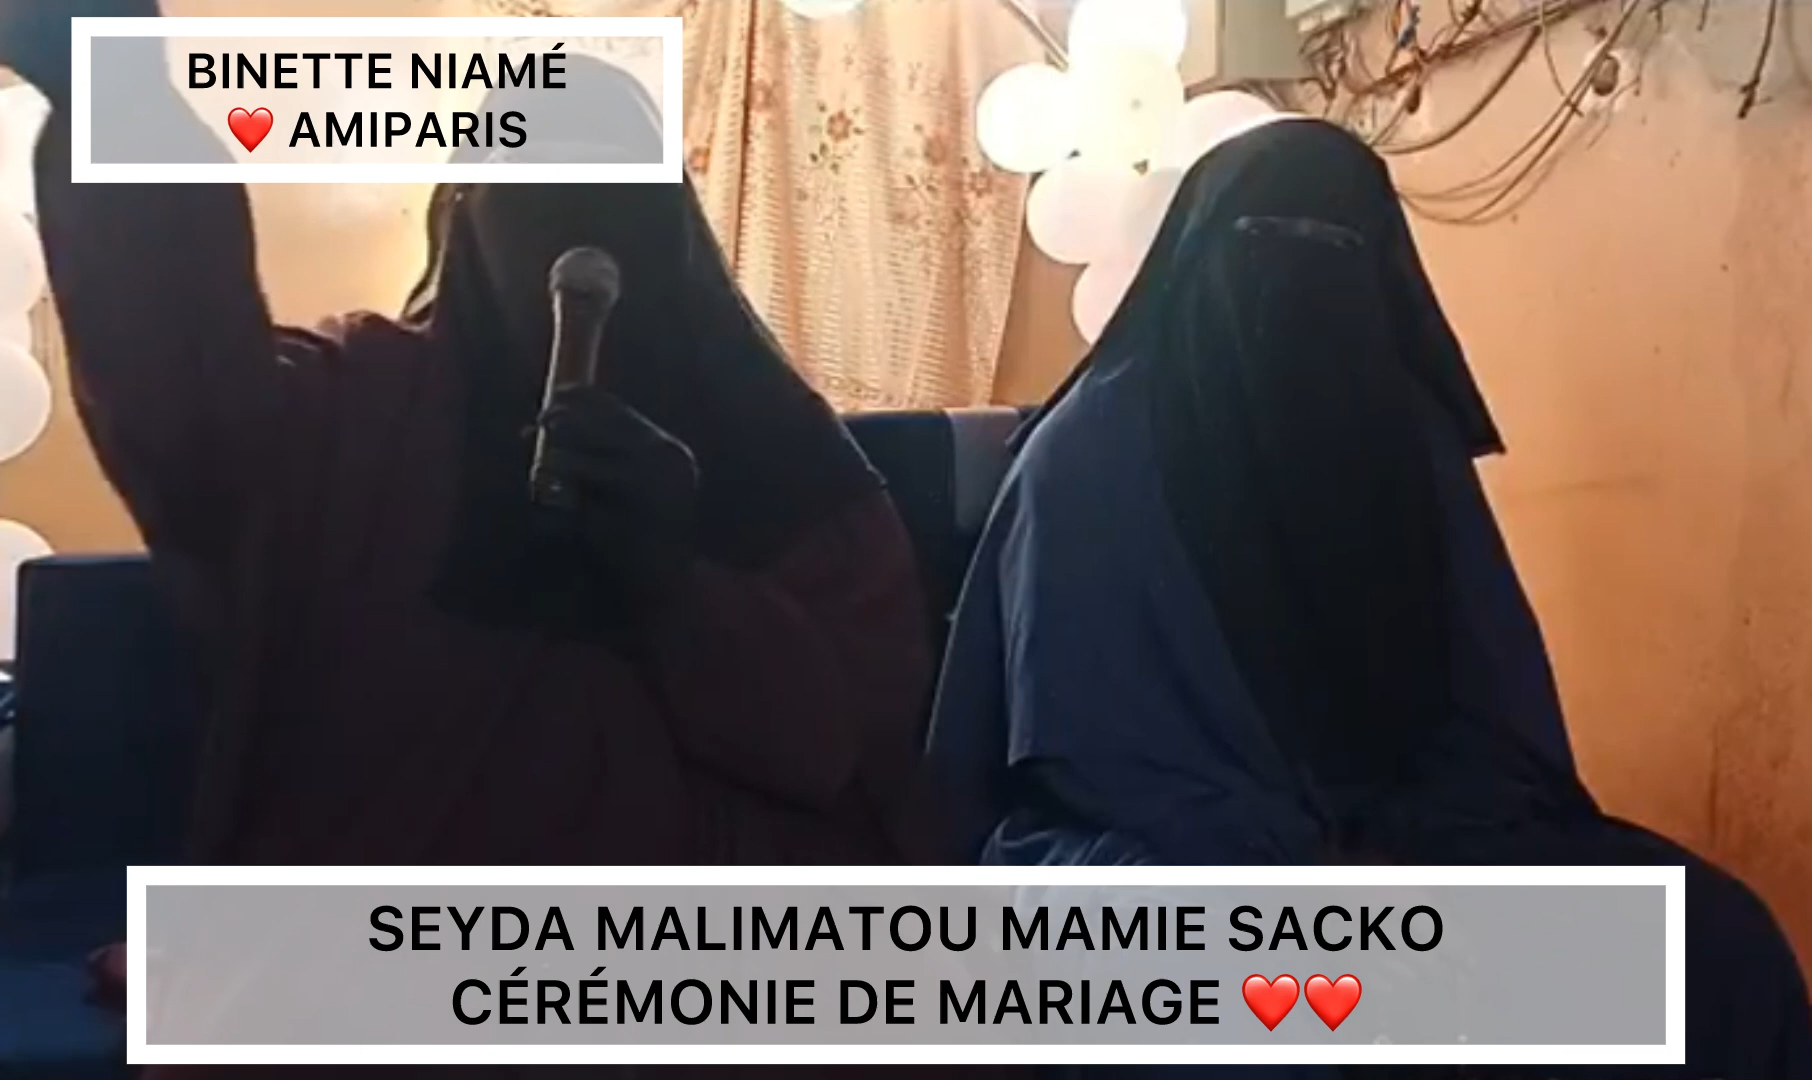 BINETTE NIAMÉ
❤️ AMIPARIS
SEYDA MALIMATOU MAMIE SACKO
CÉRÉMONIE DE MARIAGE ❤️❤️